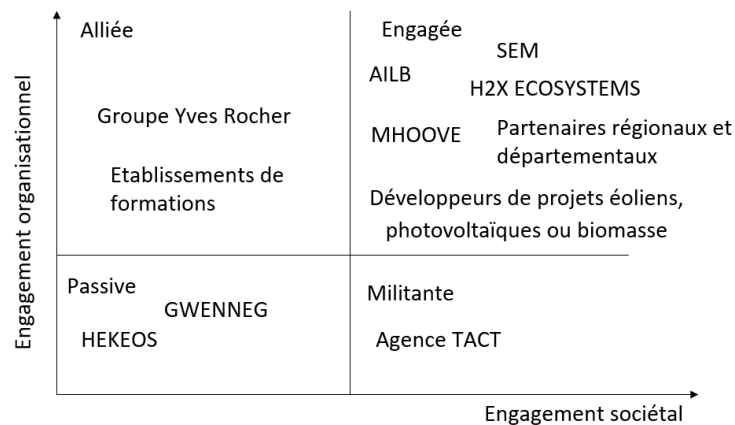 Engagement organisationnel
Alliée
Groupe Yves Rocher
Etablissements de
formations
Engagée
SEM
AILB
H2X ECOSYSTEMS
MHOOVE
Partenaires régionaux et
départementaux
Développeurs de projets éoliens,
photovoltaïques ou biomasse
Passive
GWENNEG
HEKEOS
Militante
Agence TACT
Engagement sociétal